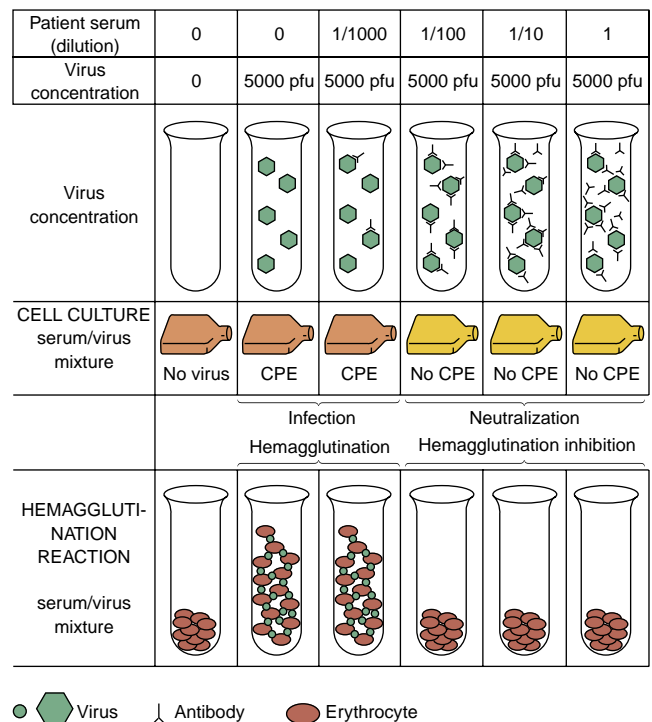 Patient serum (dilution) 0 0 1/1000 1/100 1/10 1
Virus concentration 0 5000 pfu 5000 pfu 5000 pfu 5000 pfu 5000 pfu
Virus
concentration
CELL CULTURE
serum/virus
mixture
No virus CPE CPE No CPE No CPE No CPE
Infection Neutralization
Hemagglutination Hemagglutination inhibition
HEMAGGLUTI-
NATION
REACTION
serum/virus
mixture
Virus Antibody Erythrocyte